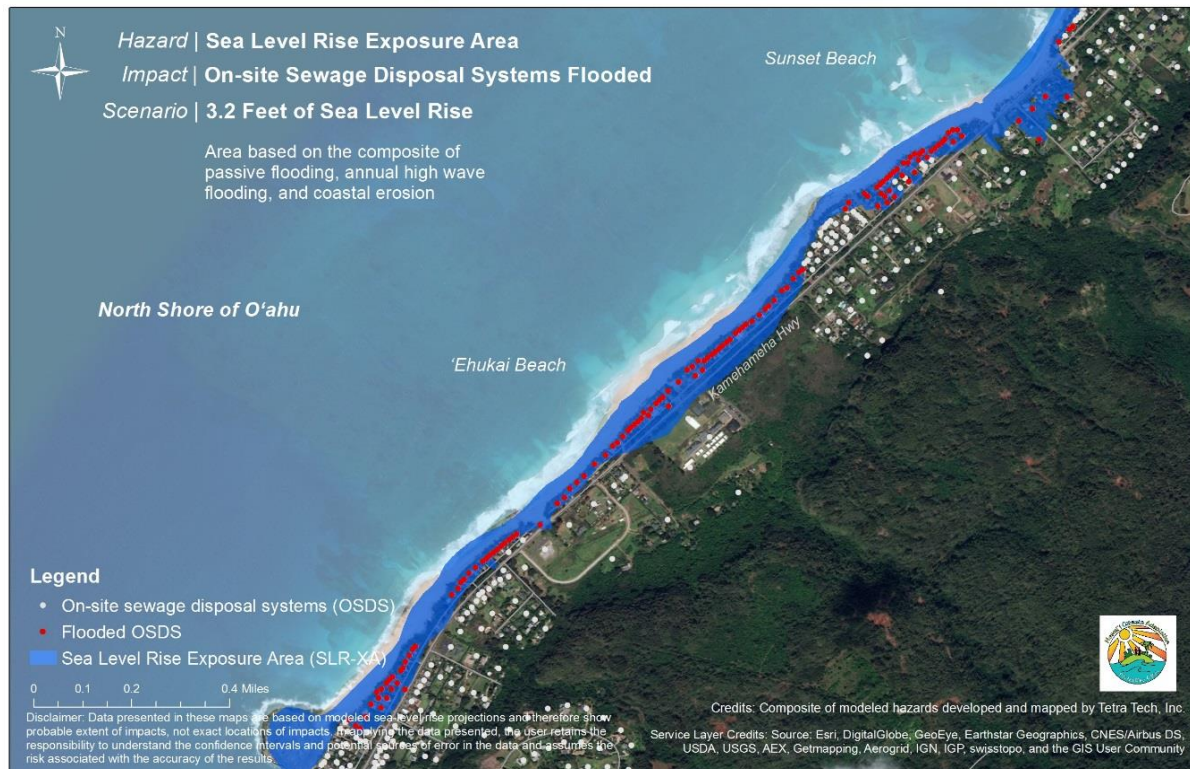 N
Hazard | Sea Level Rise Exposure Area
Impact | On-site Sewage Disposal Systems Flooded
Scenario | 3.2 Feet of Sea Level Rise
Area based on the composite of
passive flooding, annual high wave
flooding, and coastal erosion
Sunset Beach
North Shore of Oʻahu
ʻEhukai Beach
Kamehameha Hwy
Legend
On-site sewage disposal systems (OSDS)
Flooded OSDS
Sea Level Rise Exposure Area (SLR-XA)
0 0.1 0.2 0.4 Miles
Disclaimer: Data presented in these maps are based on modeled sea-level rise projections and therefore show
probable extent of impacts, not exact locations of impacts. In applying the data presented, the user retains the
responsibility to understand the confidence intervals and potential sources of error in the data and assumes the
risk associated with the accuracy of the results.
Credits: Composite of modeled hazards developed and mapped by Tetra Tech, Inc.
Service Layer Credits: Source: Esri, DigitalGlobe, GeoEye, Earthstar Geographics, CNES/Airbus DS,
USDA, USGS, AEX, Getmapping, Aerogrid, IGN, IGP, swisstopo, and the GIS User Community